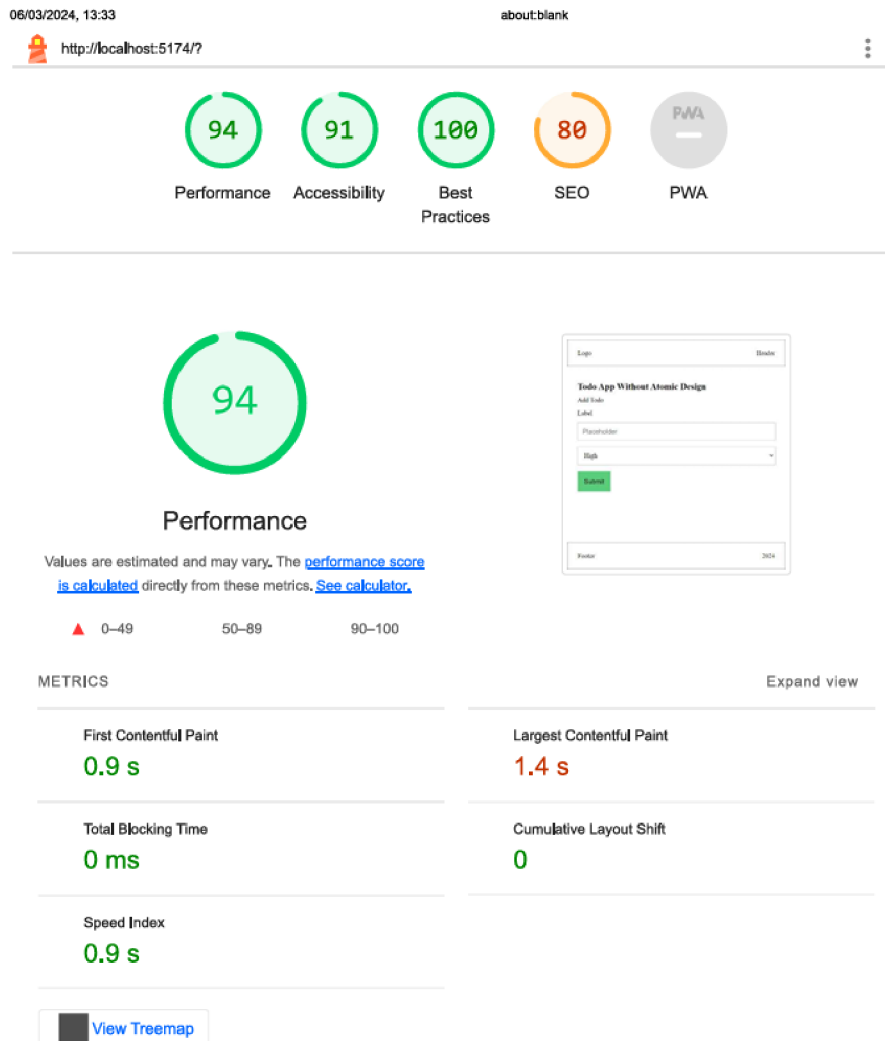 06/03/2024, 13:33
about:blank
http://localhost:5174/?
94
91
100
80
PWA
Performance
Accessibility
Best
Practices
SEO
PWA
94
Performance
Values are estimated and may vary. The performance score
is calculated directly from these metrics. See calculator.
0–49
50–89
90–100
Logo
Header
Todo App Without Atomic Design
Add Todo
Label
Placeholder
High
Submit
Footer
2024
METRICS
Expand view
First Contentful Paint
0.9 s
Largest Contentful Paint
1.4 s
Total Blocking Time
0 ms
Cumulative Layout Shift
0
Speed Index
0.9 s
View Treemap